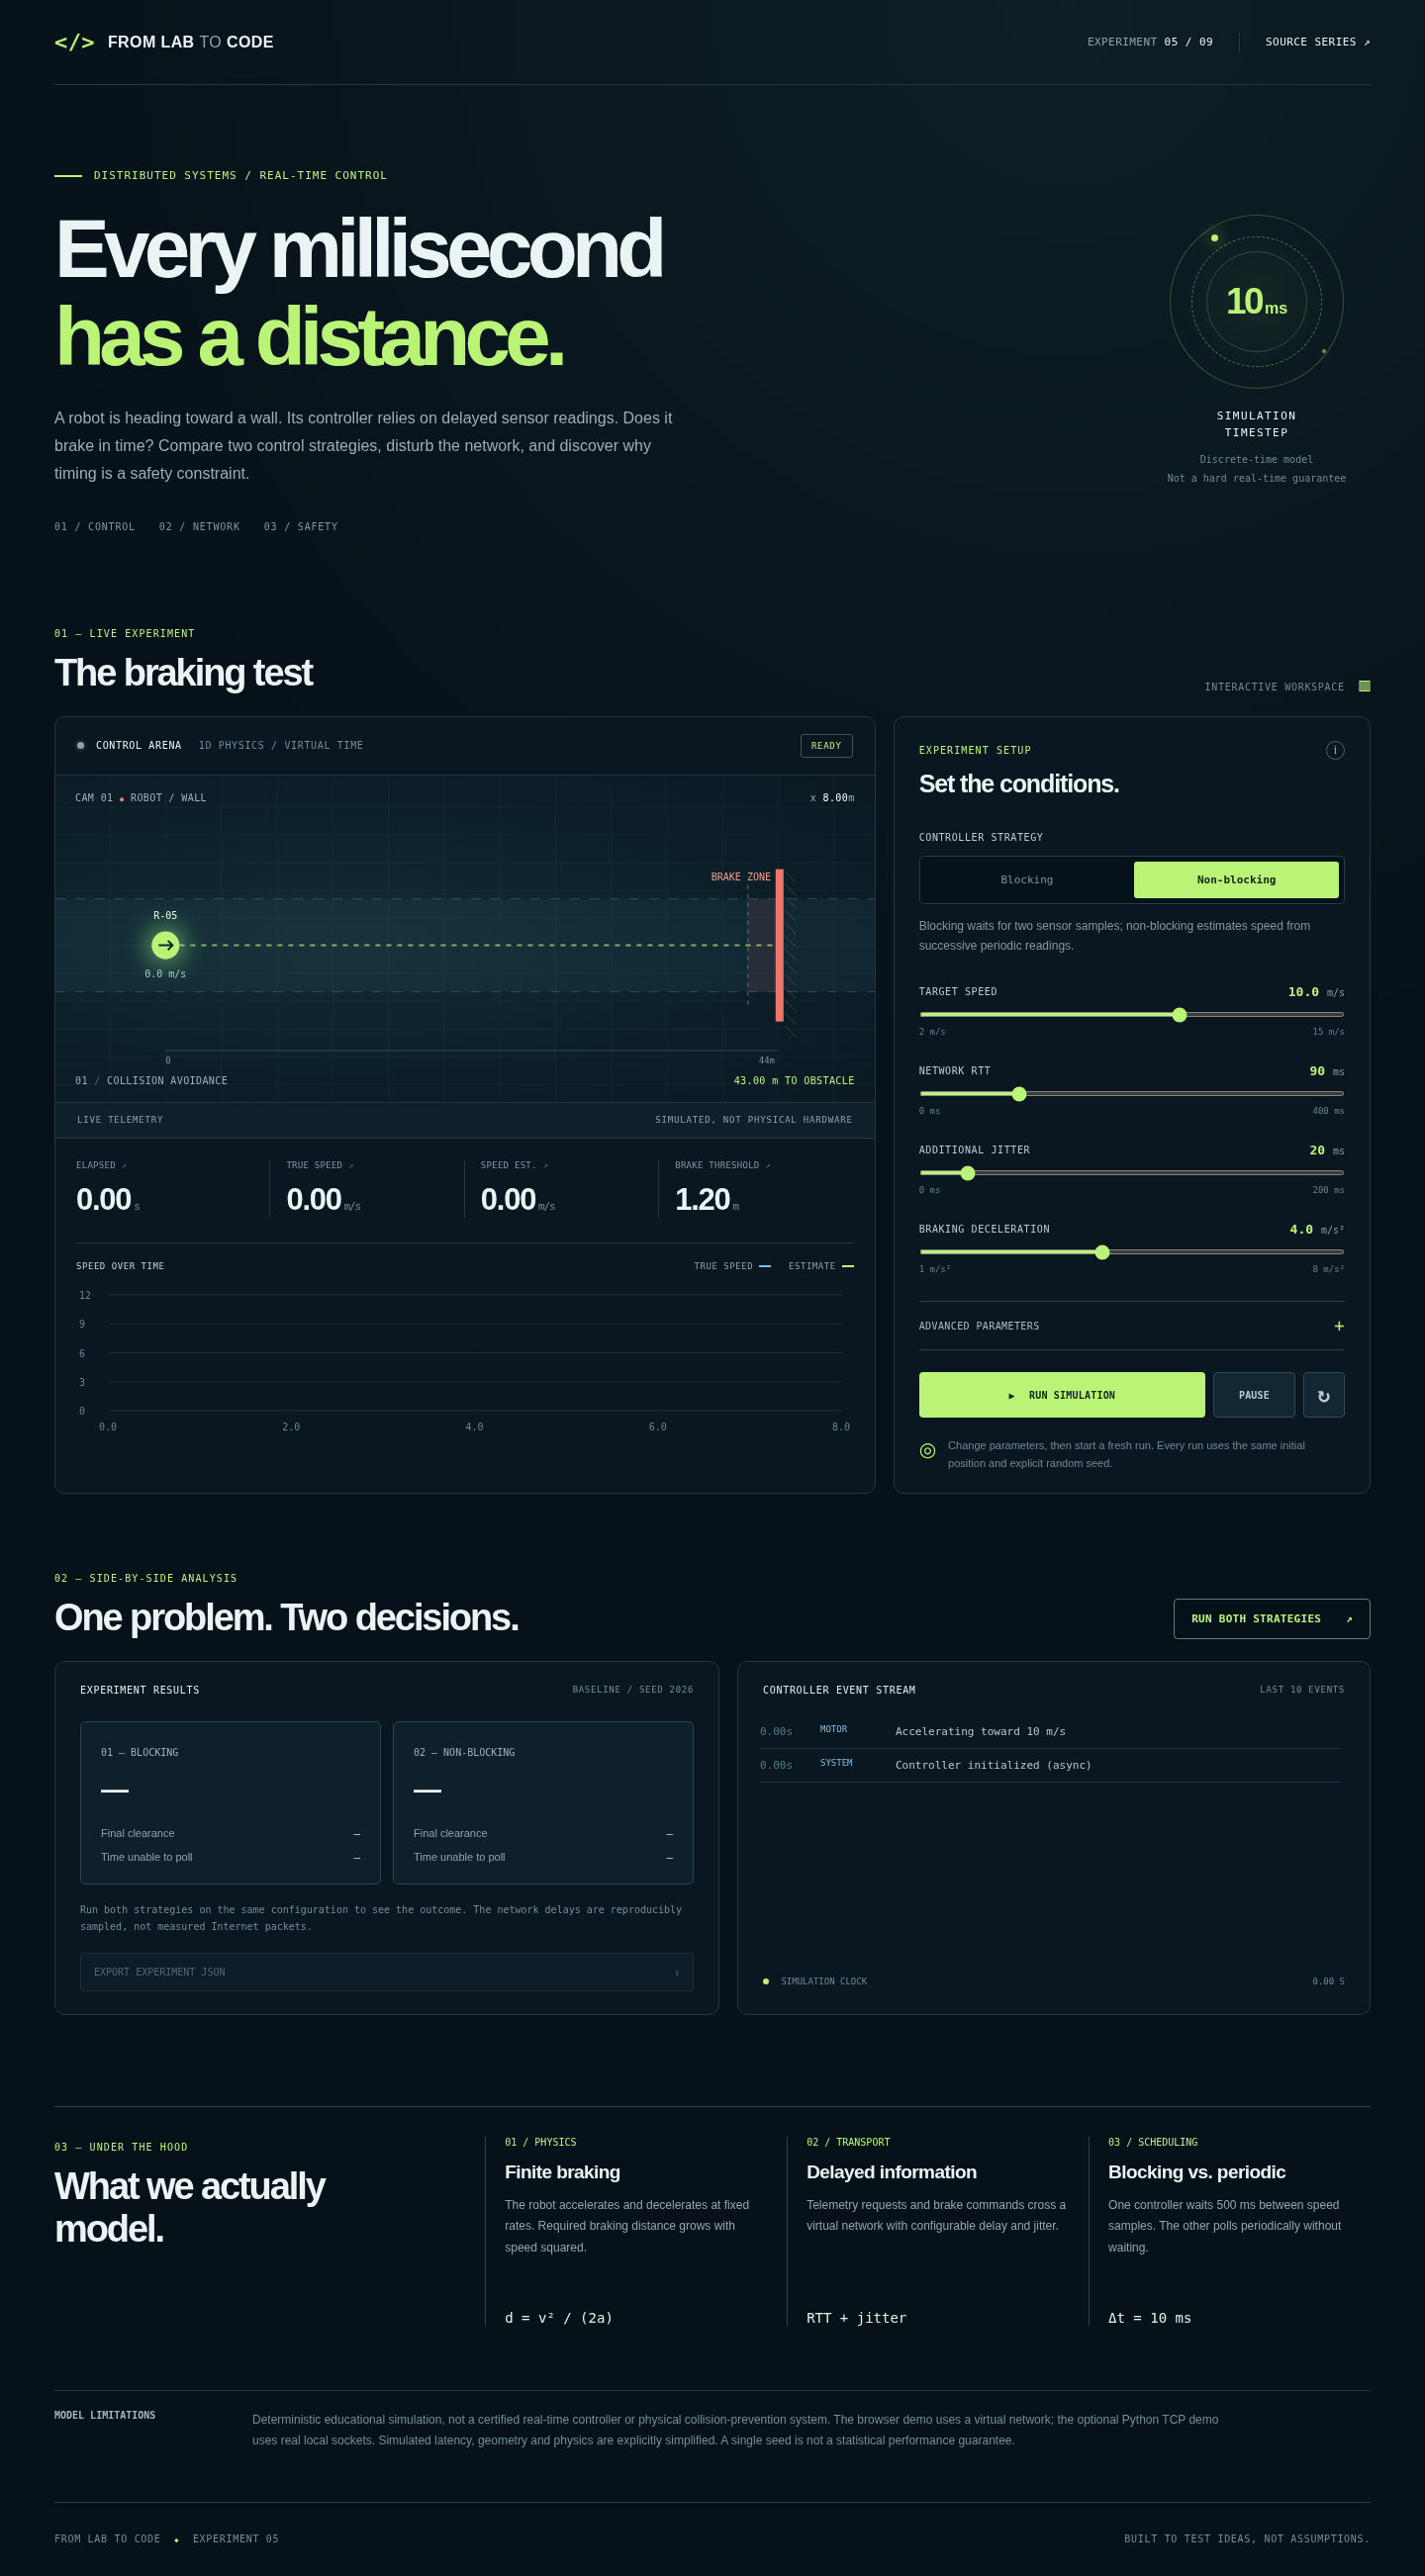 </> FROM LAB TO CODE
EXPERIMENT 05 / 09
SOURCE SERIES ↗
DISTRIBUTED SYSTEMS / REAL-TIME CONTROL
Every millisecond
has a distance.
A robot is heading toward a wall. Its controller relies on delayed sensor readings. Does it
brake in time? Compare two control strategies, disturb the network, and discover why
timing is a safety constraint.
01 / CONTROL 02 / NETWORK 03 / SAFETY
10 ms
SIMULATION
TIMESTEP
Discrete-time model
Not a hard real-time guarantee
01 — LIVE EXPERIMENT
The braking test
INTERACTIVE WORKSPACE
CONTROL ARENA 1D PHYSICS / VIRTUAL TIME
READY
CAM 01 ● ROBOT / WALL
x 8.00m
BRAKE ZONE
R-05
0.0 m/s
0
44m
01 / COLLISION AVOIDANCE
43.00 m TO OBSTACLE
LIVE TELEMETRY
SIMULATED, NOT PHYSICAL HARDWARE
ELAPSED ↗
0.00 s
TRUE SPEED ↗
0.00 m/s
SPEED EST. ↗
0.00 m/s
BRAKE THRESHOLD ↗
1.20 m
SPEED OVER TIME
TRUE SPEED
ESTIMATE
12
9
6
3
0
0.0 2.0 4.0 6.0 8.0
EXPERIMENT SETUP
i
Set the conditions.
CONTROLLER STRATEGY
Blocking
Non-blocking
Blocking waits for two sensor samples; non-blocking estimates speed from
successive periodic readings.
TARGET SPEED 10.0 m/s
2 m/s 15 m/s
NETWORK RTT 90 ms
0 ms 400 ms
ADDITIONAL JITTER 20 ms
0 ms 200 ms
BRAKING DECELERATION 4.0 m/s²
1 m/s² 8 m/s²
ADVANCED PARAMETERS +
▶ RUN SIMULATION
PAUSE
↻
◎ Change parameters, then start a fresh run. Every run uses the same initial
position and explicit random seed.
02 — SIDE-BY-SIDE ANALYSIS
One problem. Two decisions.
RUN BOTH STRATEGIES ↗
EXPERIMENT RESULTS
BASELINE / SEED 2026
01 — BLOCKING
—
Final clearance —
Time unable to poll —
02 — NON-BLOCKING
—
Final clearance —
Time unable to poll —
Run both strategies on the same configuration to see the outcome. The network delays are reproducibly
sampled, not measured Internet packets.
EXPORT EXPERIMENT JSON ↓
CONTROLLER EVENT STREAM
LAST 10 EVENTS
0.00s MOTOR Accelerating toward 10 m/s
0.00s SYSTEM Controller initialized (async)
SIMULATION CLOCK
0.00 S
03 — UNDER THE HOOD
What we actually
model.
01 / PHYSICS
Finite braking
The robot accelerates and decelerates at fixed
rates. Required braking distance grows with
speed squared.
d = v² / (2a)
02 / TRANSPORT
Delayed information
Telemetry requests and brake commands cross a
virtual network with configurable delay and jitter.
RTT + jitter
03 / SCHEDULING
Blocking vs. periodic
One controller waits 500 ms between speed
samples. The other polls periodically without
waiting.
Δt = 10 ms
MODEL LIMITATIONS
Deterministic educational simulation, not a certified real-time controller or physical collision-prevention system. The browser demo uses a virtual network; the optional Python TCP demo
uses real local sockets. Simulated latency, geometry and physics are explicitly simplified. A single seed is not a statistical performance guarantee.
FROM LAB TO CODE ◆ EXPERIMENT 05
BUILT TO TEST IDEAS, NOT ASSUMPTIONS.